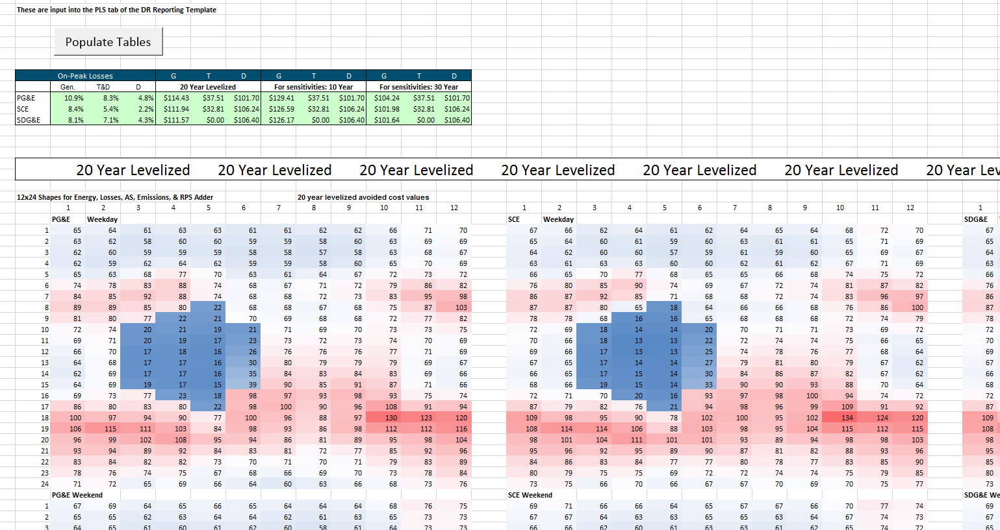 These are input into the PLS tab of the DR Reporting Template
Populate Tables
On-Peak Losses G T D G T D G T D
Gen. T&D D 20 Year Levelized For sensitivities: 10 Year For sensitivities: 30 Year
PG&E 10.9% 8.3% 4.8% $114.43 $37.51 $101.70 $129.41 $37.51 $101.70 $104.24 $37.51 $101.70
SCE 8.4% 5.4% 2.2% $111.94 $32.81 $106.24 $126.59 $32.81 $106.24 $101.98 $32.81 $106.24
SDG&E 8.1% 7.1% 4.3% $111.57 $0.00 $106.40 $126.17 $0.00 $106.40 $101.64 $0.00 $106.40
20 Year Levelized 20 Year Levelized 20 Year Levelized 20 Year Levelized 20 Year Levelized 20 Year Levelized 20 Year Lev
12x24 Shapes for Energy, Losses, AS, Emissions, & RPS Adder 20 year levelized avoided cost values
1 2 3 4 5 6 7 8 9 10 11 12 1 2 3 4 5 6 7 8 9 10 11 12 1
PG&E Weekday SCE Weekday SDG&E
1 65 64 61 63 63 61 61 62 62 66 71 70 67 66 62 64 61 62 64 65 64 68 72 70 67
2 63 62 58 60 60 59 59 58 60 63 69 69 65 64 60 61 59 60 63 61 61 65 71 69 65
3 62 60 59 59 59 58 58 57 58 63 68 67 64 62 60 60 57 59 61 59 60 65 69 67 64
4 62 59 62 64 62 59 59 58 60 65 70 69 63 61 63 63 60 60 62 61 62 67 71 69 63
5 65 63 68 77 70 63 61 64 67 72 73 72 66 65 70 77 68 65 65 66 68 74 75 72 66
6 74 78 83 88 74 68 67 71 72 79 86 82 76 80 85 90 74 69 67 72 74 81 87 82 76
7 84 85 92 88 74 68 68 72 73 83 95 98 86 87 92 85 71 68 68 72 74 83 96 97 86
8 89 89 85 80 22 68 68 67 68 75 87 103 87 87 80 65 18 64 66 66 68 76 86 100 87
9 81 80 77 22 21 70 69 68 68 72 77 82 78 78 68 16 16 65 68 68 68 72 74 79 78
10 72 74 20 21 19 21 71 69 70 73 73 75 72 69 18 14 14 20 70 71 71 73 69 72 72
11 69 71 20 19 17 23 73 72 73 74 70 69 70 66 18 13 13 22 72 74 74 75 66 65 70
12 66 70 17 18 16 26 76 76 76 77 71 69 69 66 17 13 13 25 74 78 76 77 68 64 69
13 64 68 17 17 16 30 80 79 79 79 69 67 67 65 17 14 14 27 79 81 80 79 67 62 67
14 62 69 17 17 16 35 84 83 84 83 69 66 66 65 17 15 14 30 84 86 87 82 67 62 66
15 64 69 19 17 16 39 90 85 91 87 71 66 68 66 19 15 14 33 90 90 93 88 70 64 68
16 69 73 77 23 18 98 97 93 98 93 75 74 72 71 70 20 16 93 97 98 100 94 74 72 72
17 86 80 83 80 22 98 100 90 96 108 91 94 87 79 82 76 21 94 98 96 99 109 91 92 87
18 100 97 94 90 77 100 96 88 97 130 123 120 109 98 95 90 78 102 100 95 102 134 124 120 109
19 106 115 111 103 84 98 93 86 98 112 112 116 108 114 114 106 88 103 98 95 104 115 112 115 108
20 96 99 102 108 95 94 86 81 89 95 98 104 98 101 104 111 101 101 93 89 94 98 98 103 98
21 93 94 89 92 84 83 81 72 77 85 92 96 95 96 92 95 89 90 87 81 82 88 93 96 95
22 83 84 82 82 73 70 71 70 71 79 83 89 84 86 83 84 77 77 80 78 77 83 85 90 85
23 78 76 74 75 67 68 66 69 70 73 78 84 80 79 75 75 69 72 72 74 74 75 79 85 80
24 71 72 65 69 66 64 60 63 66 68 73 76 73 75 66 70 66 67 67 70 69 70 75 77 73
PG&E Weekend SCE Weekend SDG&E We
1 67 69 64 65 66 65 64 64 64 68 76 75 69 71 66 66 64 65 67 67 66 70 77 74 69
2 65 65 62 63 64 64 62 61 63 65 73 73 67 67 64 63 63 65 65 63 64 67 74 72 67
3 64 65 61 60 61 62 60 58 61 64 73 73 66 66 62 60 61 63 63 61 62 65 74 72 65